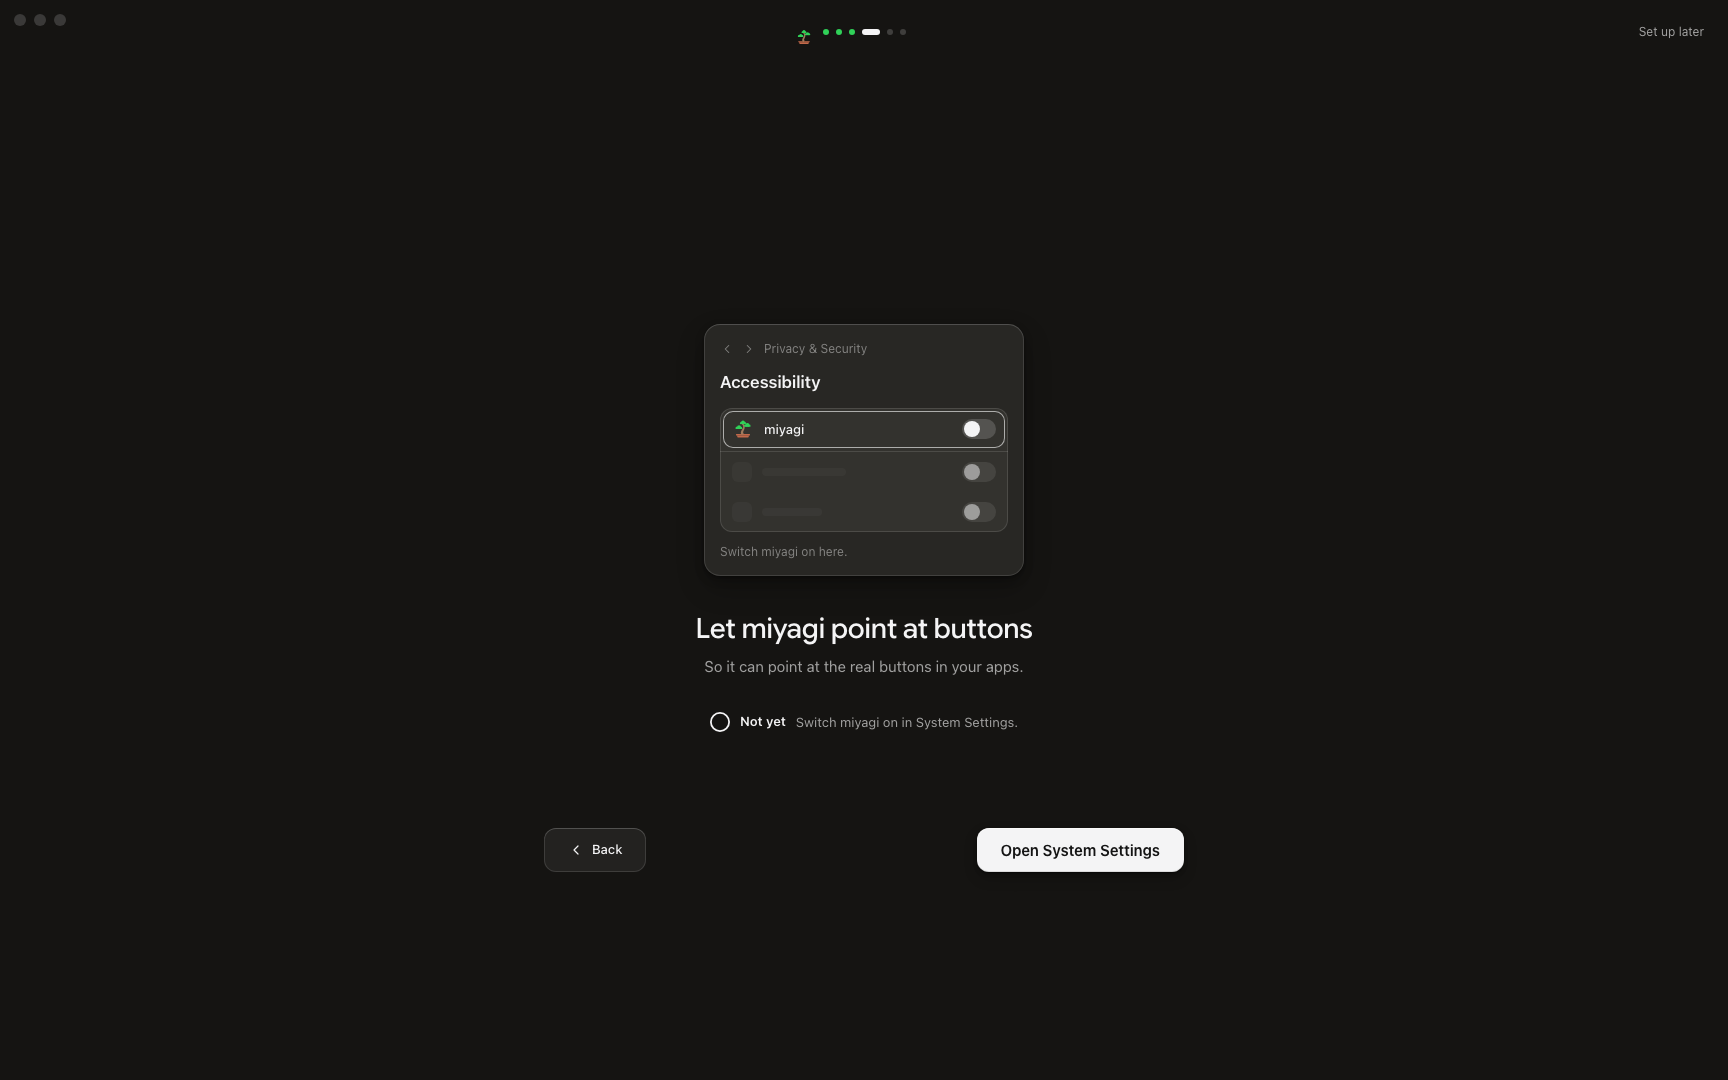 Set up later
Privacy & Security
Accessibility
miyagi
Switch miyagi on here.
Let miyagi point at buttons
So it can point at the real buttons in your apps.
Not yet Switch miyagi on in System Settings.
Back
Open System Settings